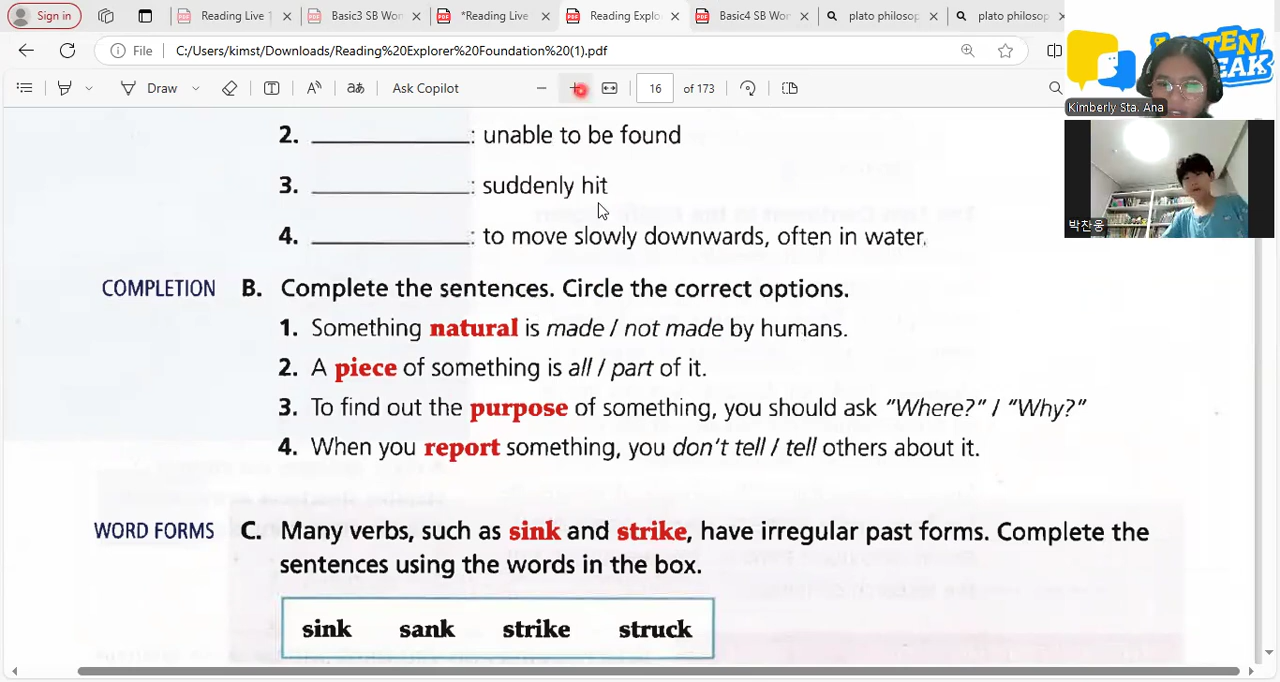 Sign in
Reading Live 1
Basic3 SB Wor
*Reading Live
Reading Explo
Basic4 SB Wor
plato philosop
plato philosop
File
C:/Users/kimst/Downloads/Reading%20Explorer%20Foundation%20(1).pdf
Draw
Ask Copilot
16 of 173
Kimberly Sta. Ana
박찬웅
2. ____________: unable to be found
3. ____________: suddenly hit
4. ____________: to move slowly downwards, often in water.
COMPLETION B. Complete the sentences. Circle the correct options.
1. Something natural is made / not made by humans.
2. A piece of something is all / part of it.
3. To find out the purpose of something, you should ask "Where?" / "Why?"
4. When you report something, you don't tell / tell others about it.
WORD FORMS C. Many verbs, such as sink and strike, have irregular past forms. Complete the
sentences using the words in the box.
sink sank strike struck